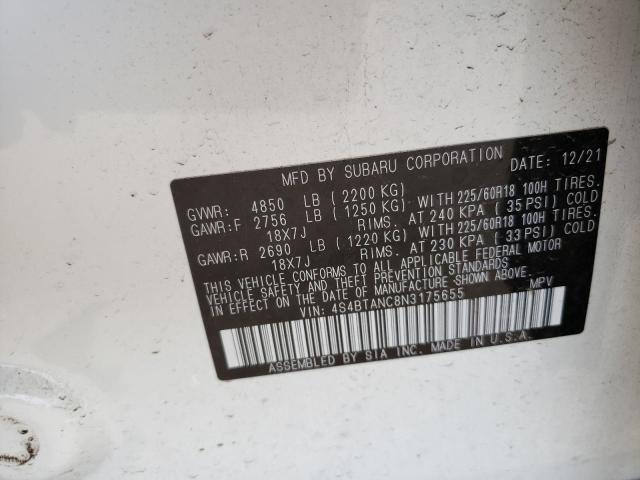 MFD BY SUBARU CORPORATION DATE: 12/21
GVWR: 4850 LB (2200 KG)
GAWR:F 2756 LB (1250 KG) WITH 225/60R18 100H TIRES.
18X7J RIMS. AT 240 KPA (35 PSI) COLD
GAWR:R 2690 LB (1220 KG) WITH 225/60R18 100H TIRES.
18X7J RIMS. AT 230 KPA (33 PSI) COLD
THIS VEHICLE CONFORMS TO ALL APPLICABLE FEDERAL MOTOR
VEHICLE SAFETY AND THEFT PREVENTION STANDARDS
IN EFFECT ON THE DATE OF MANUFACTURE SHOWN ABOVE.
VIN: 4S4BTANC8N3175655 MPV
ASSEMBLED BY SIA INC. MADE IN U.S.A.